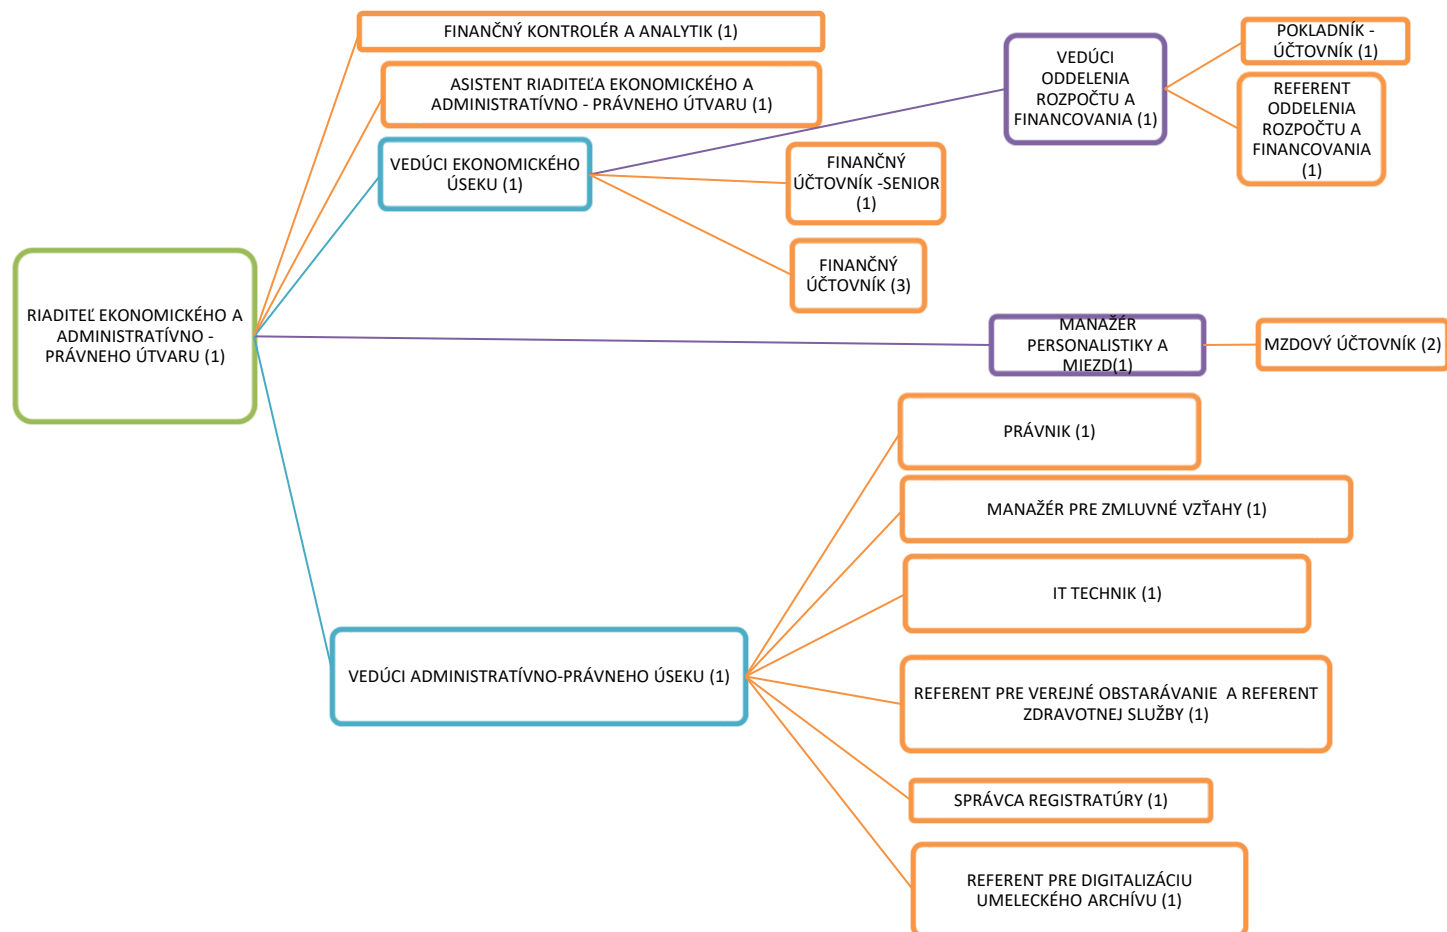 FINANČNÝ KONTROLÉR A ANALYTIK (1)
ASISTENT RIADITEĽA EKONOMICKÉHO A
ADMINISTRATÍVNO - PRÁVNEHO ÚTVARU (1)
VEDÚCI EKONOMICKÉHO
ÚSEKU (1)
VEDÚCI
ODDELENIA
ROZPOČTU A
FINANCOVANIA (1)
POKLADNÍK -
ÚČTOVNÍK (1)
REFERENT
ODDELENIA
ROZPOČTU A
FINANCOVANIA
(1)
FINANČNÝ
ÚČTOVNÍK -SENIOR
(1)
FINANČNÝ
ÚČTOVNÍK (3)
RIADITEĽ EKONOMICKÉHO A
ADMINISTRATÍVNO -
PRÁVNEHO ÚTVARU (1)
MANAŽÉR
PERSONALISTIKY A
MIEZD(1)
MZDOVÝ ÚČTOVNÍK (2)
PRÁVNIK (1)
MANAŽÉR PRE ZMLUVNÉ VZŤAHY (1)
IT TECHNIK (1)
VEDÚCI ADMINISTRATÍVNO-PRÁVNEHO ÚSEKU (1)
REFERENT PRE VEREJNÉ OBSTARÁVANIE  A REFERENT
ZDRAVOTNEJ SLUŽBY (1)
SPRÁVCA REGISTRATÚRY (1)
REFERENT PRE DIGITALIZÁCIU
UMELECKÉHO ARCHÍVU (1)